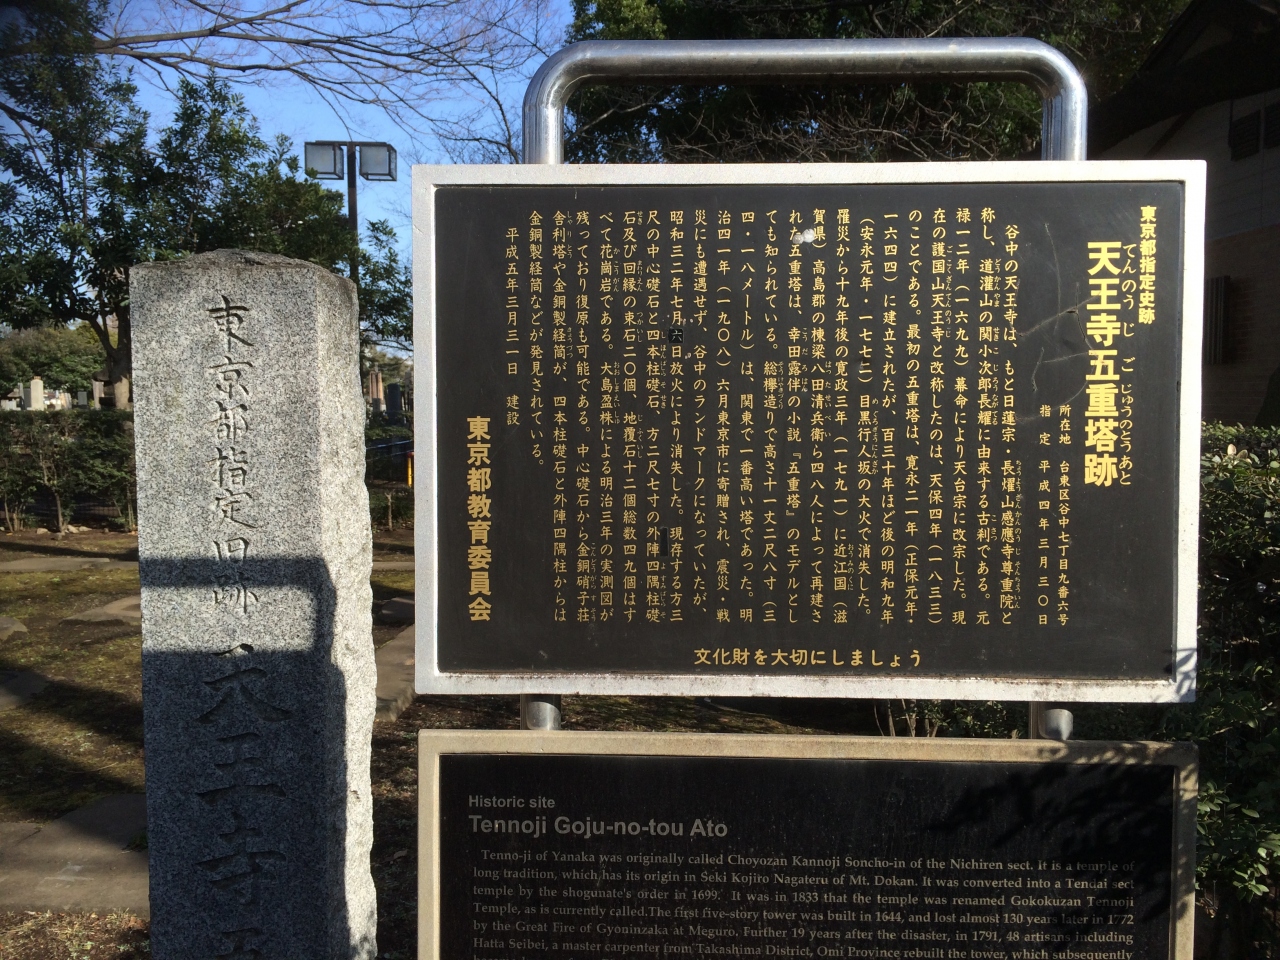 東京都指定史跡
天王寺五重塔跡
てんのうじごじゅうのとうあと
所在地 台東区谷中七丁目九番六号
指定 平成四年三月三〇日
谷中の天王寺は、もと日蓮宗・長燿山感應寺尊重院と
称し、道灌山の関小次郎長耀に由来する古刹である。元
禄一二年(一六九九)幕命により天台宗に改宗した。現
在の護国山天王寺と改称したのは、天保四年(一八三三)
のことである。最初の五重塔は、寛永二一年(正保元年・
一六四四)に建立されたが、百三十年ほど後の明和九年
(安永元年・一七七二)目黒行人坂の大火で消失した。
罹災から十九年後の寛政三年(一七九一)に近江国(滋
賀県)高島郡の棟梁八田清兵衛ら四八人によって再建さ
れた五重塔は、幸田露伴の小説『五重塔』のモデルとし
ても知られている。総欅造りで高さ十一丈二尺八寸(三
四・一八メートル)は、関東で一番高い塔であった。明
治四一年(一九〇八)六月東京市に寄贈され、震災・戦
災にも遭遇せず、谷中のランドマークになっていたが、
昭和三二年七月六日放火により消失した。現存する方三
尺の中心礎石と四本柱礎石、方二尺七寸の外陣四隅柱礎
石及び回縁の束石二〇個、地覆石十二個総数四九個はす
べて花崗岩である。大島盈株による明治三年の実測図が
残っており復原も可能である。中心礎石から金銅硝子荘
舎利塔や金銅製経筒が、四本柱礎石と外陣四隅柱からは
金銅製経筒などが発見されている。
平成五年三月三一日 建設
東京都教育委員会
文化財を大切にしましょう
東京都指定旧跡天王寺五
Historic site
Tennoji Goju-no-tou Ato
Tenno-ji of Yanaka was originally called Choyozan Kannoji Soncho-in of the Nichiren sect. It is a temple of
long tradition, which has its origin in Seki Kojiro Nagateru of Mt. Dokan. It was converted into a Tendai sect
temple by the shogunate's order in 1699. It was in 1833 that the temple was renamed Gokokuzan Tennoji
Temple, as is currently called.The first five-story tower was built in 1644, and lost almost 130 years later in 1772
by the Great Fire of Gyoninzaka at Meguro. Further 19 years after the disaster, in 1791, 48 artisans including
Hatta Seibei, a master carpenter from Takashima District, Omi Province rebuilt the tower, which subsequently